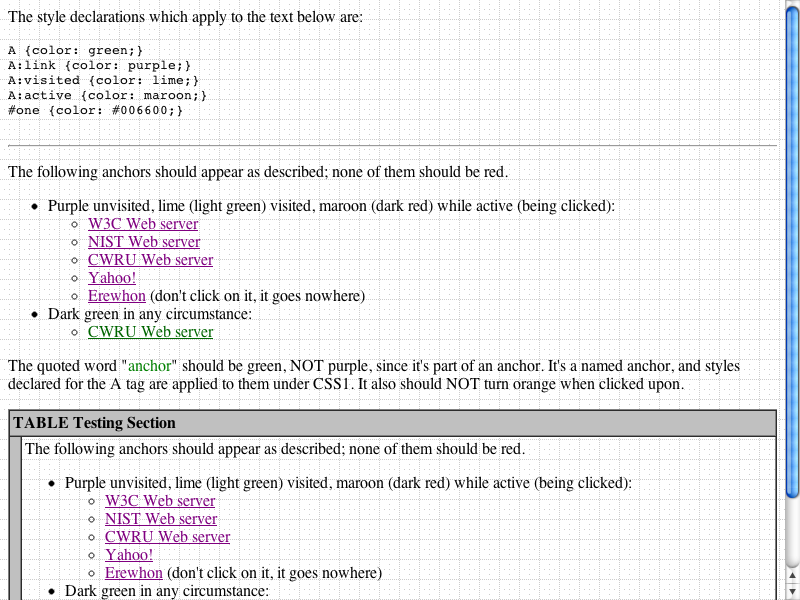 The style declarations which apply to the text below are:
A {color: green;}
A:link {color: purple;}
A:visited {color: lime;}
A:active {color: maroon;}
#one {color: #006600;}
The following anchors should appear as described; none of them should be red.
Purple unvisited, lime (light green) visited, maroon (dark red) while active (being clicked):
W3C Web server
NIST Web server
CWRU Web server
Yahoo!
Erewhon (don't click on it, it goes nowhere)
Dark green in any circumstance:
CWRU Web server
The quoted word "anchor" should be green, NOT purple, since it's part of an anchor. It's a named anchor, and styles
declared for the A tag are applied to them under CSS1. It also should NOT turn orange when clicked upon.
TABLE Testing Section
The following anchors should appear as described; none of them should be red.
Purple unvisited, lime (light green) visited, maroon (dark red) while active (being clicked):
W3C Web server
NIST Web server
CWRU Web server
Yahoo!
Erewhon (don't click on it, it goes nowhere)
Dark green in any circumstance: